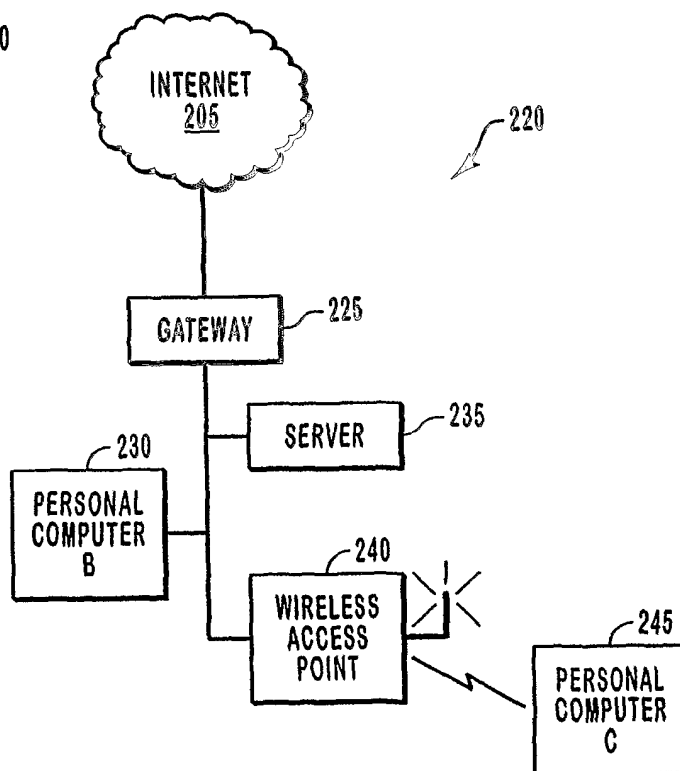 0
INTERNET
205
220
GATEWAY
225
SERVER
235
230
PERSONAL
COMPUTER
B
240
WIRELESS
ACCESS
POINT
245
PERSONAL
COMPUTER
C